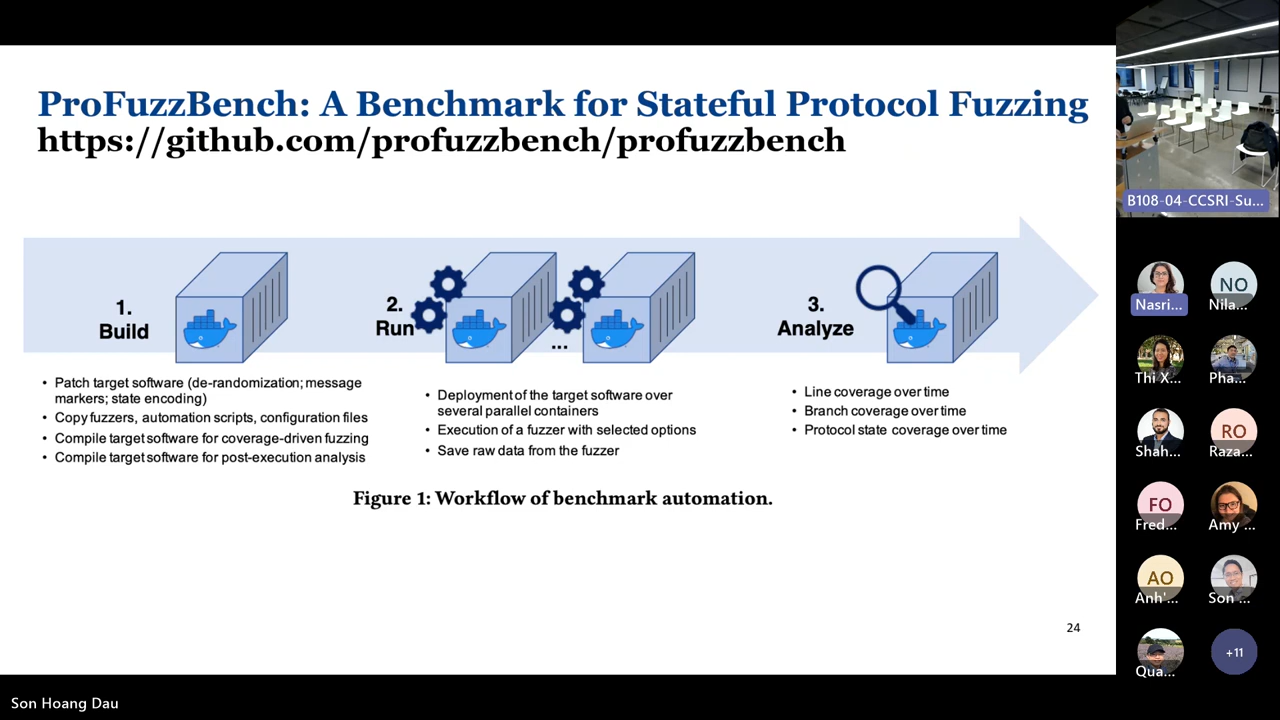 ProFuzzBench: A Benchmark for Stateful Protocol Fuzzing
https://github.com/profuzzbench/profuzzbench
1.
Build
2.
Run
...
3.
Analyze
• Patch target software (de-randomization; message
markers; state encoding)
• Copy fuzzers, automation scripts, configuration files
• Compile target software for coverage-driven fuzzing
• Compile target software for post-execution analysis
• Deployment of the target software over
several parallel containers
• Execution of a fuzzer with selected options
• Save raw data from the fuzzer
• Line coverage over time
• Branch coverage over time
• Protocol state coverage over time
Figure 1: Workflow of benchmark automation.
24
B108-04-CCSRI-Su...
Nasri...
NO
Nila...
Thi X...
Pha...
Shah...
RO
Raza...
FO
Fred...
Amy ...
AO
Anh'...
Son ...
Qua...
+11
Son Hoang Dau